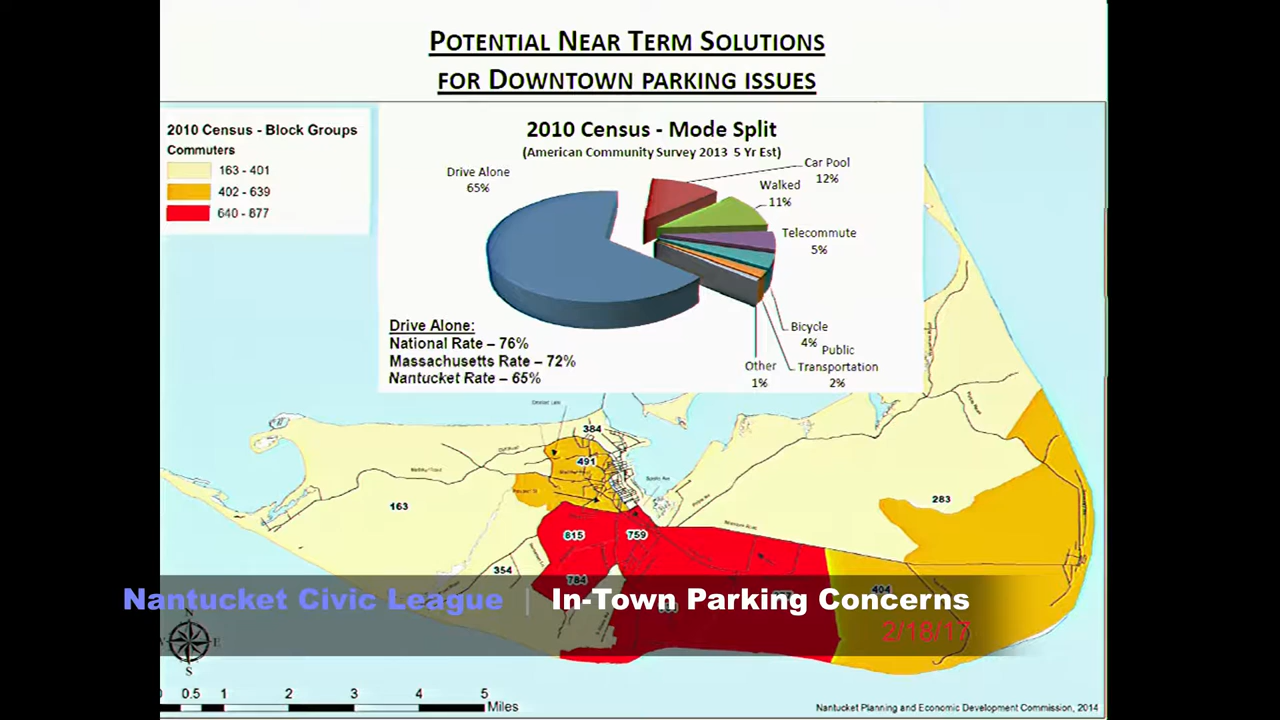 POTENTIAL NEAR TERM SOLUTIONS
FOR DOWNTOWN PARKING ISSUES
2010 Census - Block Groups
Commuters
163 - 401
402 - 639
640 - 877
2010 Census - Mode Split
(American Community Survey 2013 5 Yr Est)
Drive Alone
65%
Car Pool
12%
Walked
11%
Telecommute
5%
Bicycle
4%
Public
Transportation
2%
Other
1%
Drive Alone:
National Rate – 76%
Massachusetts Rate – 72%
Nantucket Rate – 65%
384
491
163
283
815
759
354
784
404
Nantucket Civic League | In-Town Parking Concerns
2/18/17
E
S
0 0.5 1 2 3 4 5
Miles
Nantucket Planning and Economic Development Commission, 2014